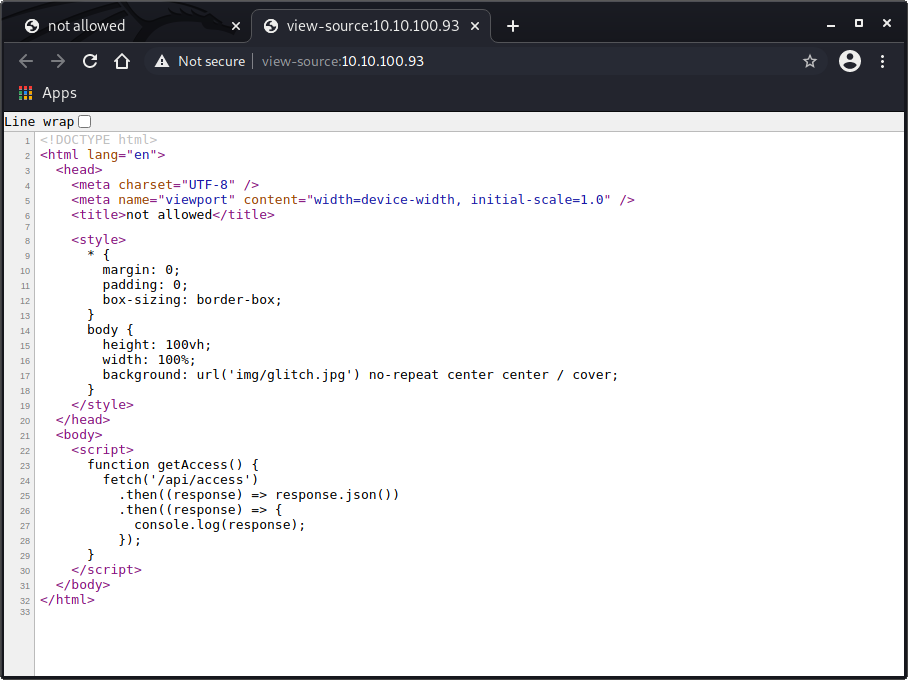 not allowed
view-source:10.10.100.93
Not secure
view-source:10.10.100.93
Apps
Line wrap
1 <!DOCTYPE html>
2 <html lang="en">
3   <head>
4     <meta charset="UTF-8" />
5     <meta name="viewport" content="width=device-width, initial-scale=1.0" />
6     <title>not allowed</title>
7
8     <style>
9       * {
10         margin: 0;
11         padding: 0;
12         box-sizing: border-box;
13       }
14       body {
15         height: 100vh;
16         width: 100%;
17         background: url('img/glitch.jpg') no-repeat center center / cover;
18       }
19     </style>
20   </head>
21   <body>
22     <script>
23       function getAccess() {
24         fetch('/api/access')
25           .then((response) => response.json())
26           .then((response) => {
27             console.log(response);
28           });
29       }
30     </script>
31   </body>
32 </html>
33